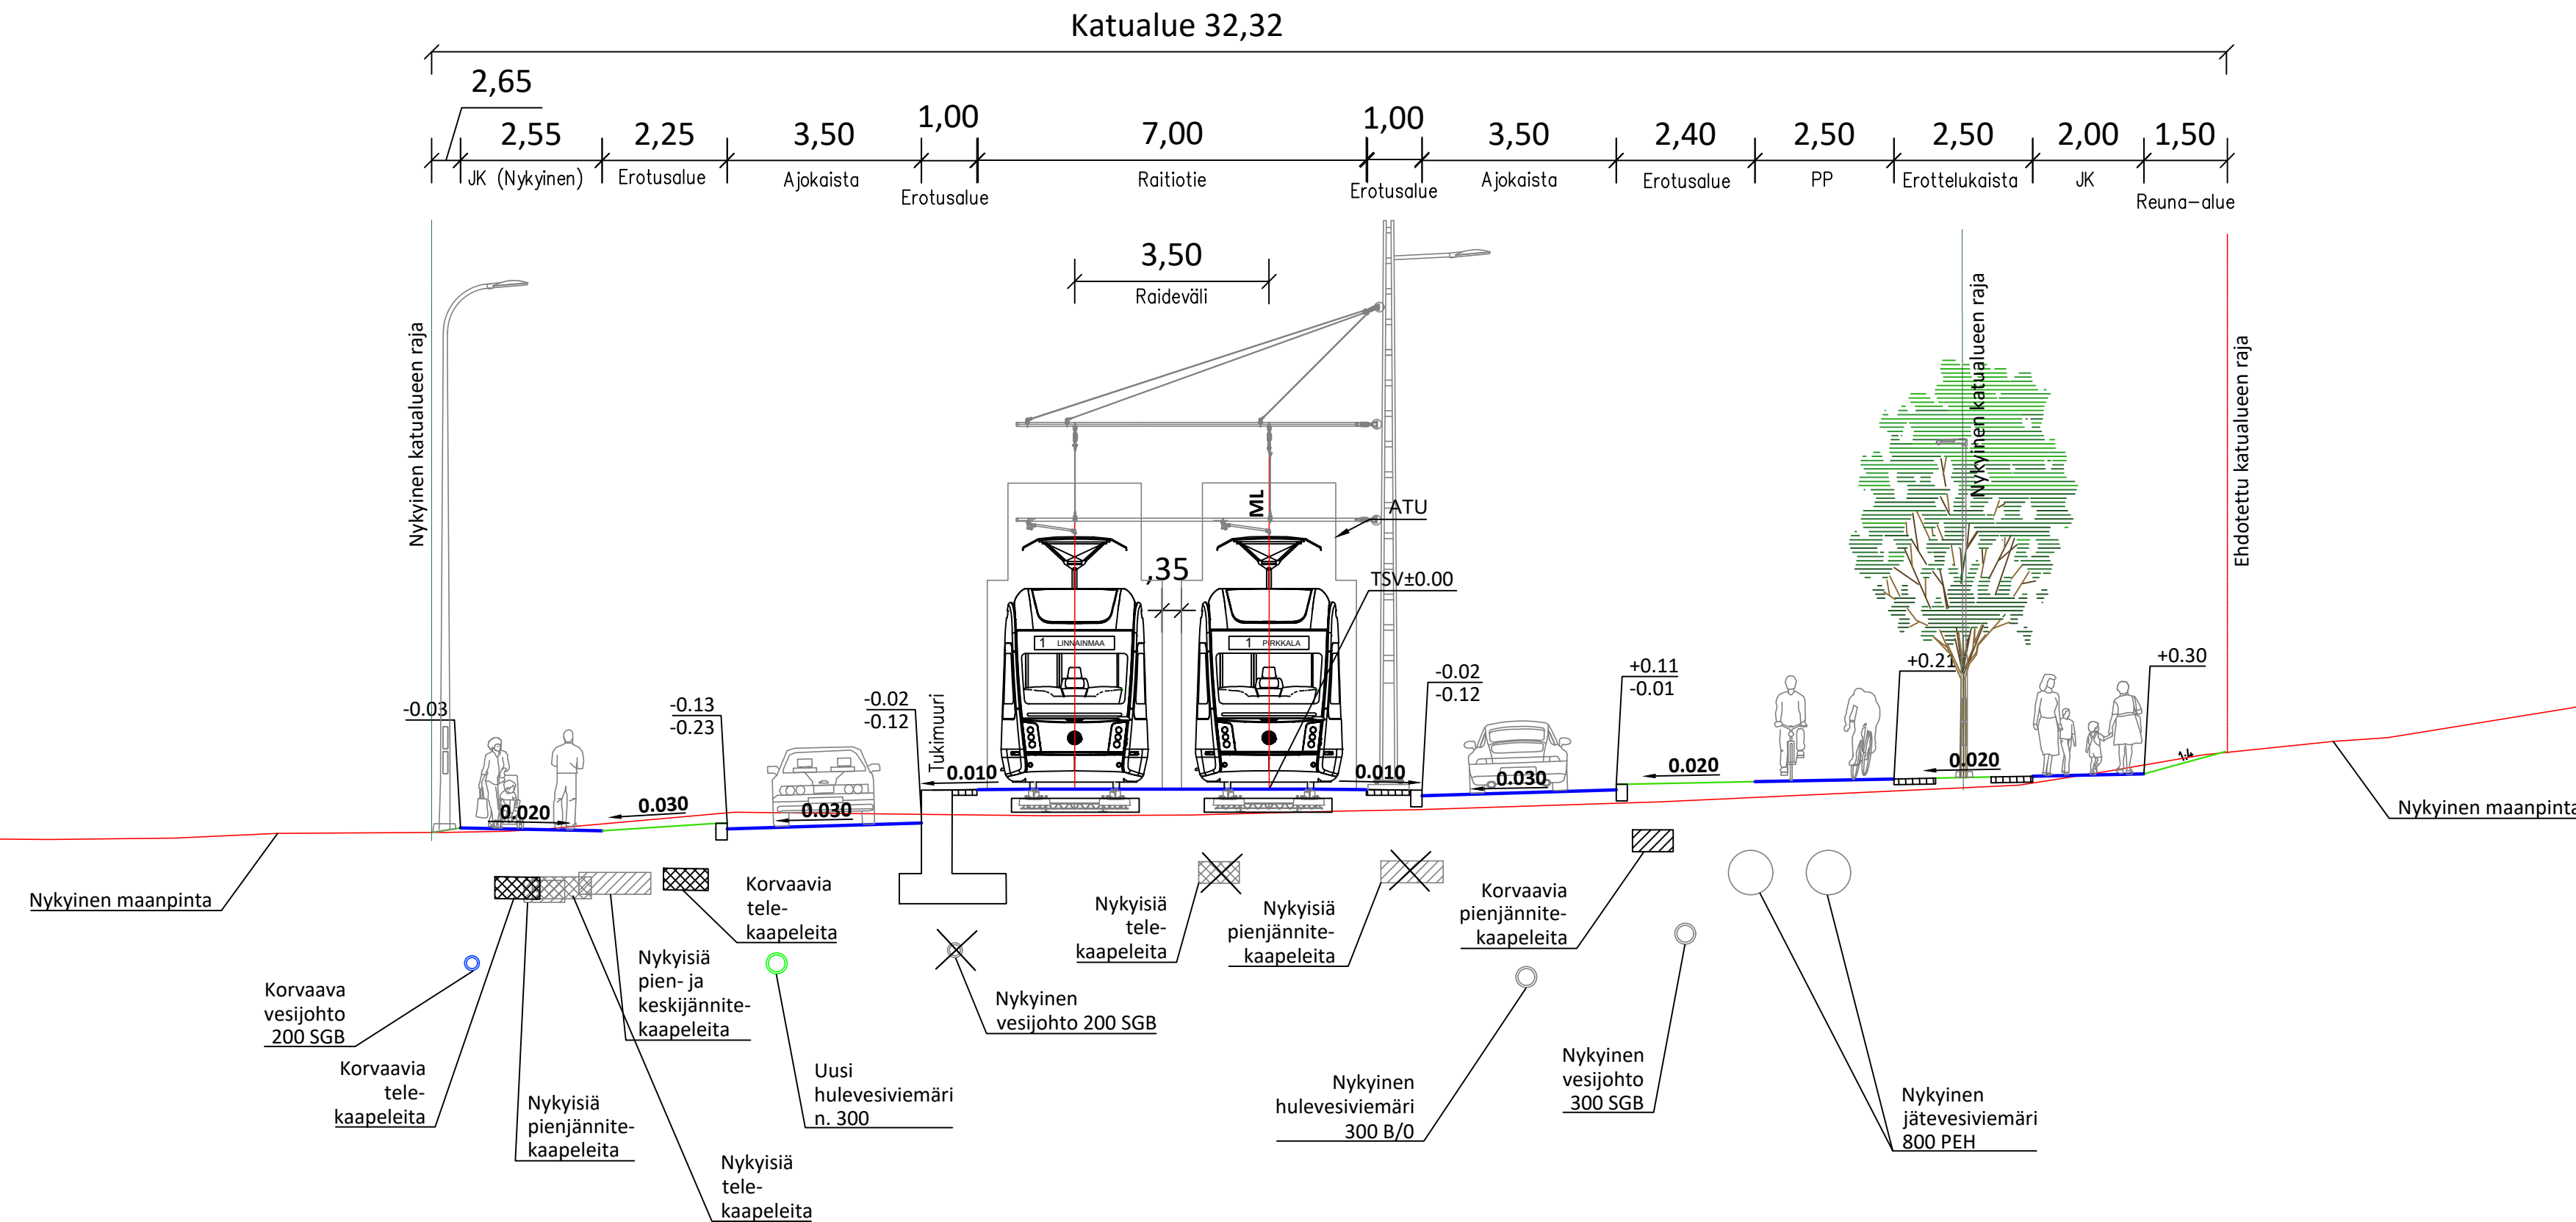 Katualue 32,32
2,65
2,55
2,25
3,50
1,00
7,00
1,00
3,50
2,40
2,50
2,50
2,00
1,50
JK (Nykyinen)
Erotusalue
Ajokaista
Erotusalue
Raitiotie
Erotusalue
Ajokaista
Erotusalue
PP
Erottelukaista
JK
Reuna-alue
3,50
Raideväli
Nykyinen katualueen raja
Nykyinen katualueen raja
Ehdotettu katualueen raja
ML
ATU
,35
TSV±0.00
1 LINNAINMAA
1 PIRKKALA
-0.03
-0.13
-0.23
-0.02
-0.12
Tukimuuri
-0.02
-0.12
+0.11
-0.01
+0.21
+0.30
0.020
0.030
0.030
0.010
0.010
0.030
0.020
0.020
1:4
Nykyinen maanpinta
Nykyinen maanpinta
Korvaava
vesijohto
200 SGB
Korvaavia
tele-
kaapeleita
Nykyisiä
pienjännite-
kaapeleita
Nykyisiä
pien- ja
keskijännite-
kaapeleita
Nykyisiä
tele-
kaapeleita
Korvaavia
tele-
kaapeleita
Uusi
hulevesiviemäri
n. 300
Nykyinen
vesijohto 200 SGB
Nykyisiä
tele-
kaapeleita
Nykyisiä
pienjännite-
kaapeleita
Nykyinen
hulevesiviemäri
300 B/0
Korvaavia
pienjännite-
kaapeleita
Nykyinen
vesijohto
300 SGB
Nykyinen
jätevesiviemäri
800 PEH